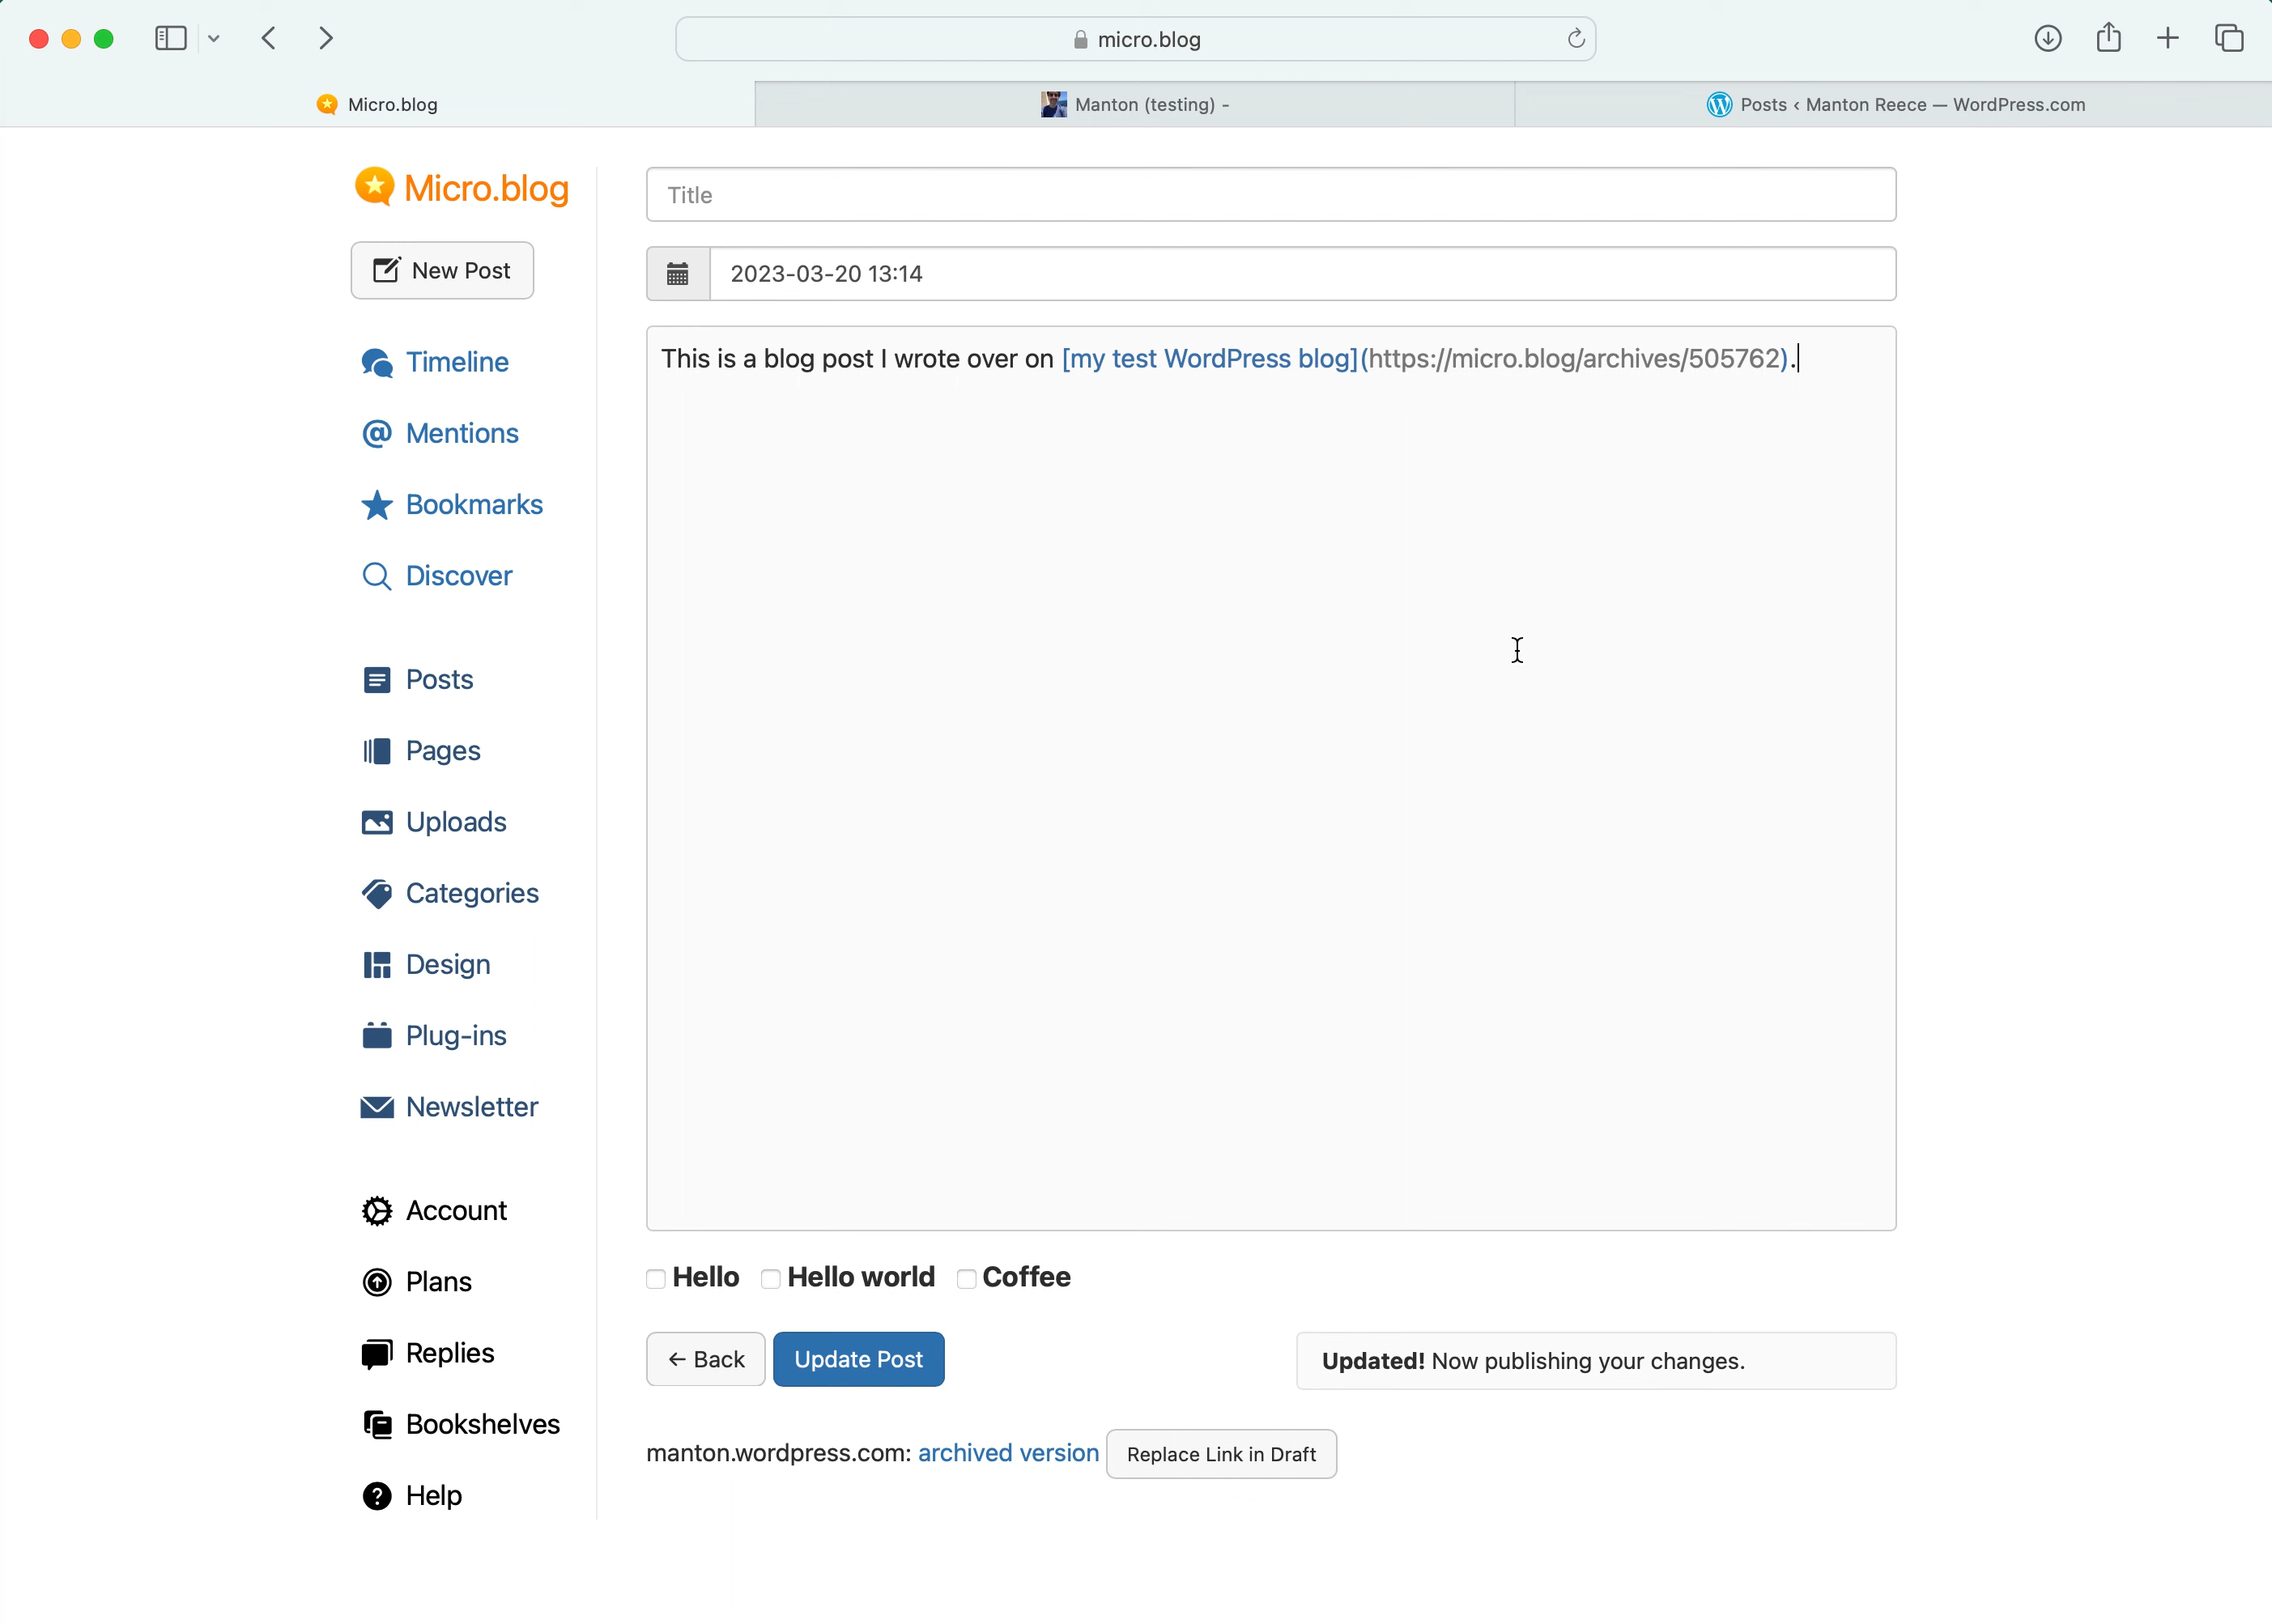 micro.blog
Micro.blog
Manton (testing) -
Posts ‹ Manton Reece — WordPress.com
Micro.blog
New Post
Timeline
Mentions
Bookmarks
Discover
Posts
Pages
Uploads
Categories
Design
Plug-ins
Newsletter
Account
Plans
Replies
Bookshelves
Help
Title
2023-03-20 13:14
This is a blog post I wrote over on [my test WordPress blog](https://micro.blog/archives/505762).
Hello Hello world Coffee
← Back Update Post
Updated! Now publishing your changes.
manton.wordpress.com: archived version Replace Link in Draft